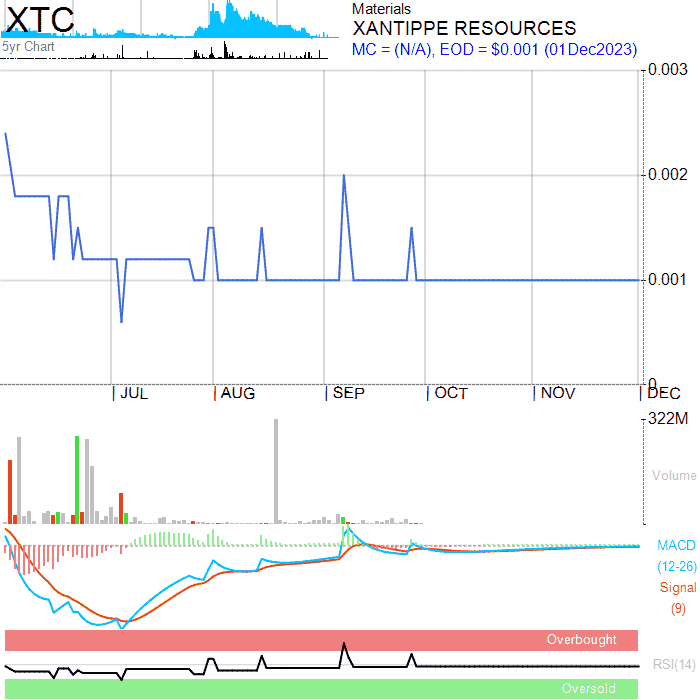 XTC
5yr Chart
Materials
XANTIPPE RESOURCES
MC = (N/A), EOD = $0.001 (01Dec2023)
0.003
0.002
0.001
0
JUL
AUG
SEP
OCT
NOV
DEC
322M
Volume
MACD
(12-26)
Signal
(9)
Overbought
RSI(14)
Oversold